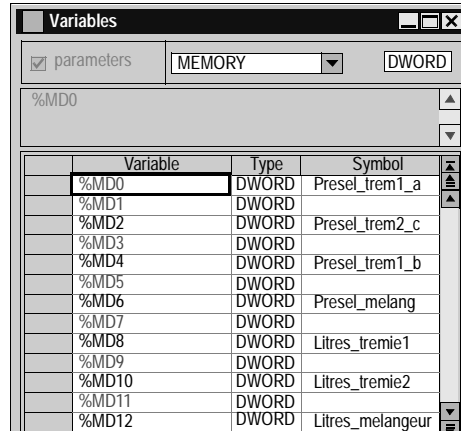 Variables
parameters MEMORY DWORD
%MD0
Variable Type Symbol
%MD0 DWORD Presel_trem1_a
%MD1 DWORD
%MD2 DWORD Presel_trem2_c
%MD3 DWORD
%MD4 DWORD Presel_trem1_b
%MD5 DWORD
%MD6 DWORD Presel_melang
%MD7 DWORD
%MD8 DWORD Litres_tremie1
%MD9 DWORD
%MD10 DWORD Litres_tremie2
%MD11 DWORD
%MD12 DWORD Litres_melangeur